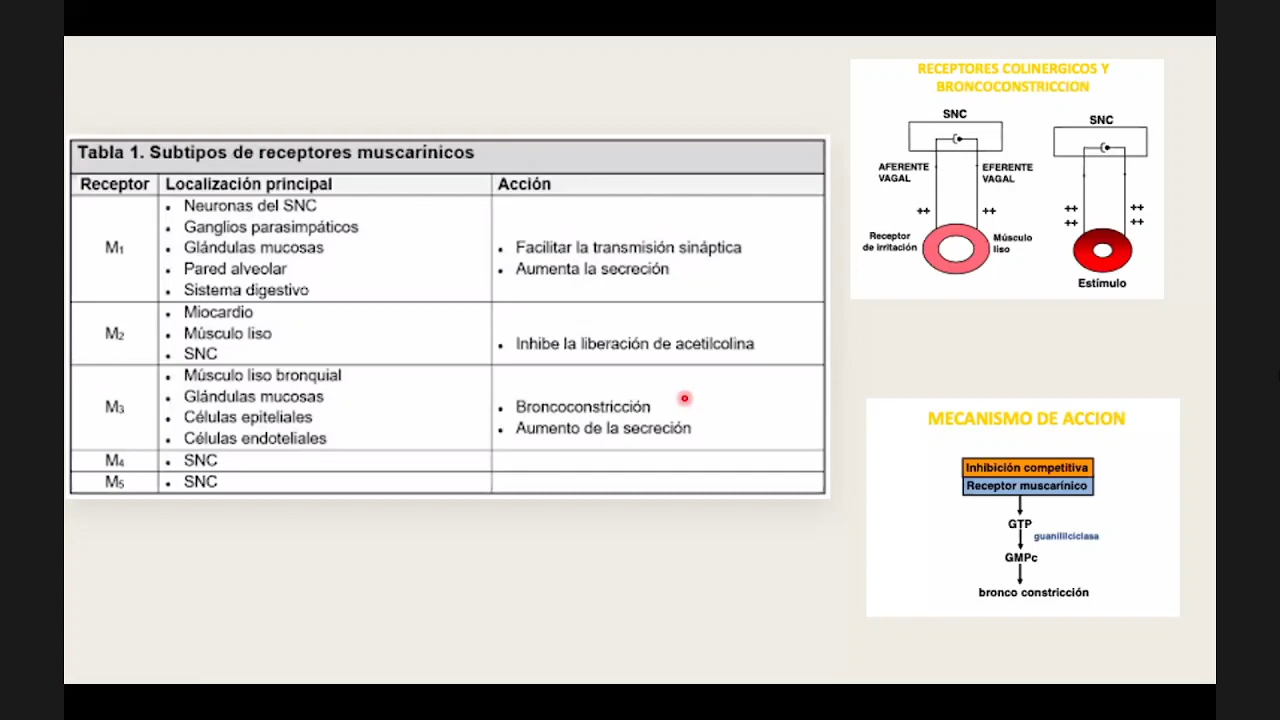 Tabla 1. Subtipos de receptores muscarínicos
Receptor Localización principal Acción
M₁
• Neuronas del SNC
• Ganglios parasimpáticos
• Glándulas mucosas
• Pared alveolar
• Sistema digestivo
• Facilitar la transmisión sináptica
• Aumenta la secreción
M₂
• Miocardio
• Músculo liso
• SNC
• Inhibe la liberación de acetilcolina
M₃
• Músculo liso bronquial
• Glándulas mucosas
• Células epiteliales
• Células endoteliales
• Broncoconstricción
• Aumento de la secreción
M₄ • SNC
M₅ • SNC
RECEPTORES COLINERGICOS Y
BRONCOCONSTRICCION
SNC
AFERENTE
VAGAL
EFERENTE
VAGAL
++ ++
Receptor
de irritación
Músculo
liso
SNC
++ ++
++ ++
Estímulo
MECANISMO DE ACCION
Inhibición competitiva
Receptor muscarínico
GTP
guanililciclasa
GMPc
bronco constricción